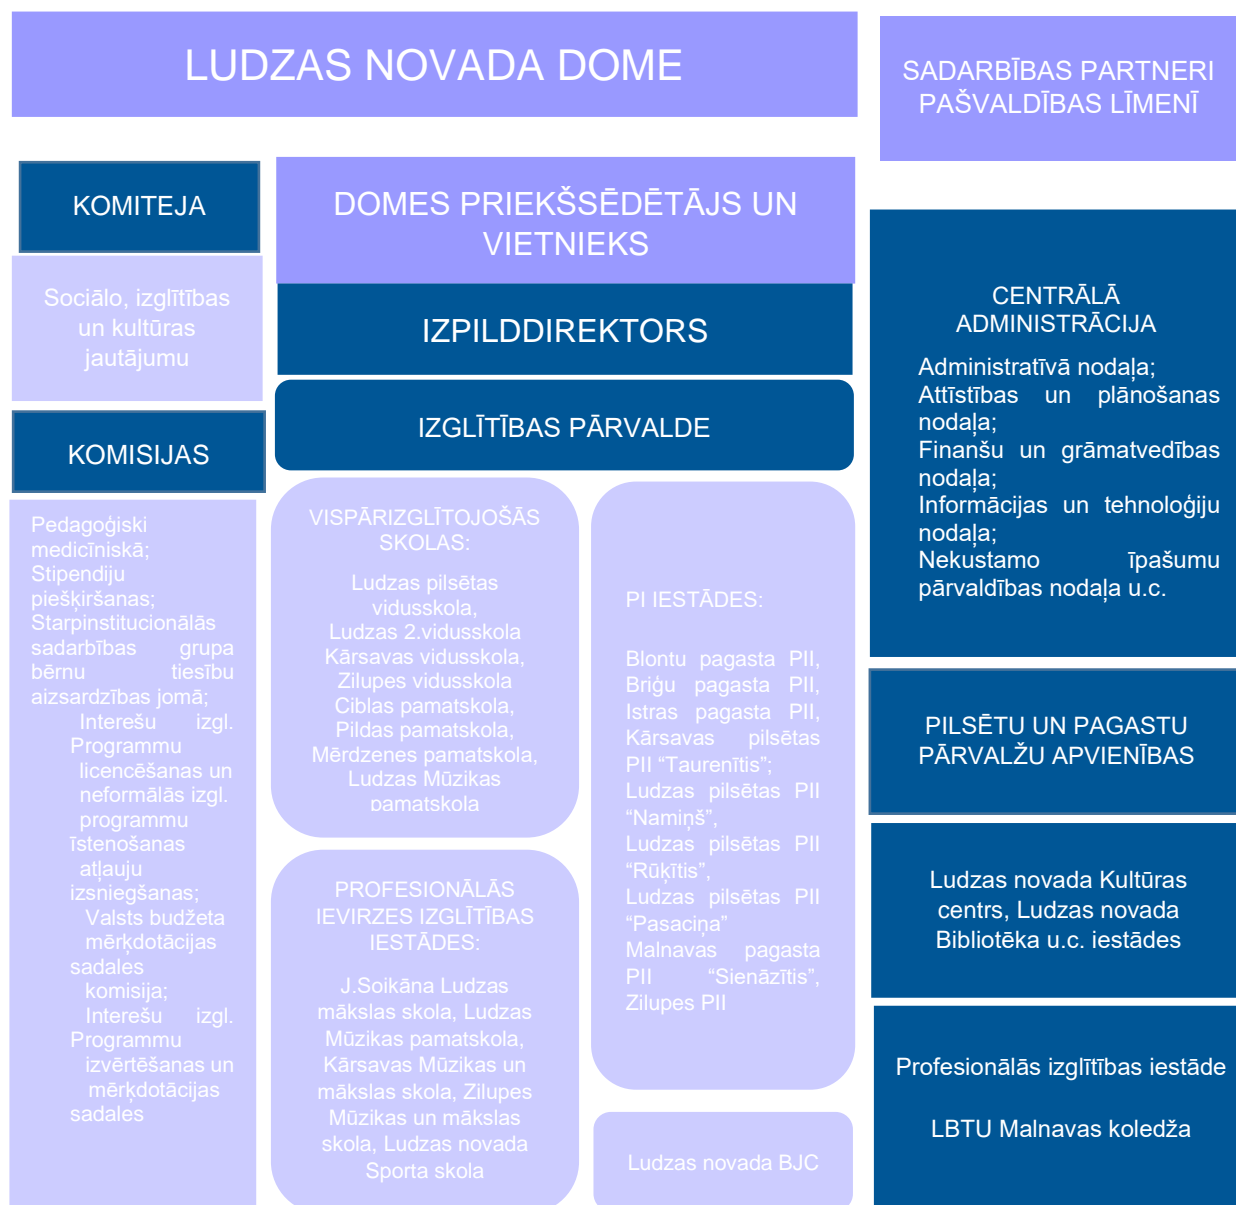 LUDZAS NOVADA DOME
SADARBĪBAS PARTNERI
PAŠVALDĪBAS LĪMENĪ
KOMITEJA
Sociālo, izglītības
un kultūras
jautājumu
KOMISIJAS
Pedagoģiski
medicīniskā;
Stipendiju
piešķiršanas;
Starpinstitucionālās
sadarbības grupa
bērnu tiesību
aizsardzības jomā;
Interešu izgl.
Programmu
licencēšanas un
neformālās izgl.
programmu
īstenošanas
atļauju
izsniegšanas;
Valsts budžeta
mērķdotācijas
sadales
komisija;
Interešu izgl.
Programmu
izvērtēšanas un
mērķdotācijas
sadales
DOMES PRIEKŠSĒDĒTĀJS UN
VIETNIEKS
IZPILDDIREKTORS
IZGLĪTĪBAS PĀRVALDE
VISPĀRIZGLĪTOJOŠĀS
SKOLAS:
Ludzas pilsētas
vidusskola,
Ludzas 2.vidusskola
Kārsavas vidusskola,
Zilupes vidusskola
Ciblas pamatskola,
Pildas pamatskola,
Mērdzenes pamatskola,
Ludzas Mūzikas
pamatskola
PROFESIONĀLĀS
IEVIRZES IZGLĪTĪBAS
IESTĀDES:
J.Soikāna Ludzas
mākslas skola, Ludzas
Mūzikas pamatskola,
Kārsavas Mūzikas un
mākslas skola, Zilupes
Mūzikas un mākslas
skola, Ludzas novada
Sporta skola
PI IESTĀDES:
Blontu pagasta PII,
Briģu pagasta PII,
Istras pagasta PII,
Kārsavas pilsētas
PII “Taurenītis”;
Ludzas pilsētas PII
“Namiņš”,
Ludzas pilsētas PII
“Rūķītis”,
Ludzas pilsētas PII
“Pasaciņa”
Malnavas pagasta
PII “Sienāzītis”,
Zilupes PII
Ludzas novada BJC
CENTRĀLĀ
ADMINISTRĀCIJA
Administratīvā nodaļa;
Attīstības un plānošanas
nodaļa;
Finanšu un grāmatvedības
nodaļa;
Informācijas un tehnoloģiju
nodaļa;
Nekustamo īpašumu
pārvaldības nodaļa u.c.
PILSĒTU UN PAGASTU
PĀRVALŽU APVIENĪBAS
Ludzas novada Kultūras
centrs, Ludzas novada
Bibliotēka u.c. iestādes
Profesionālās izglītības iestāde
LBTU Malnavas koledža